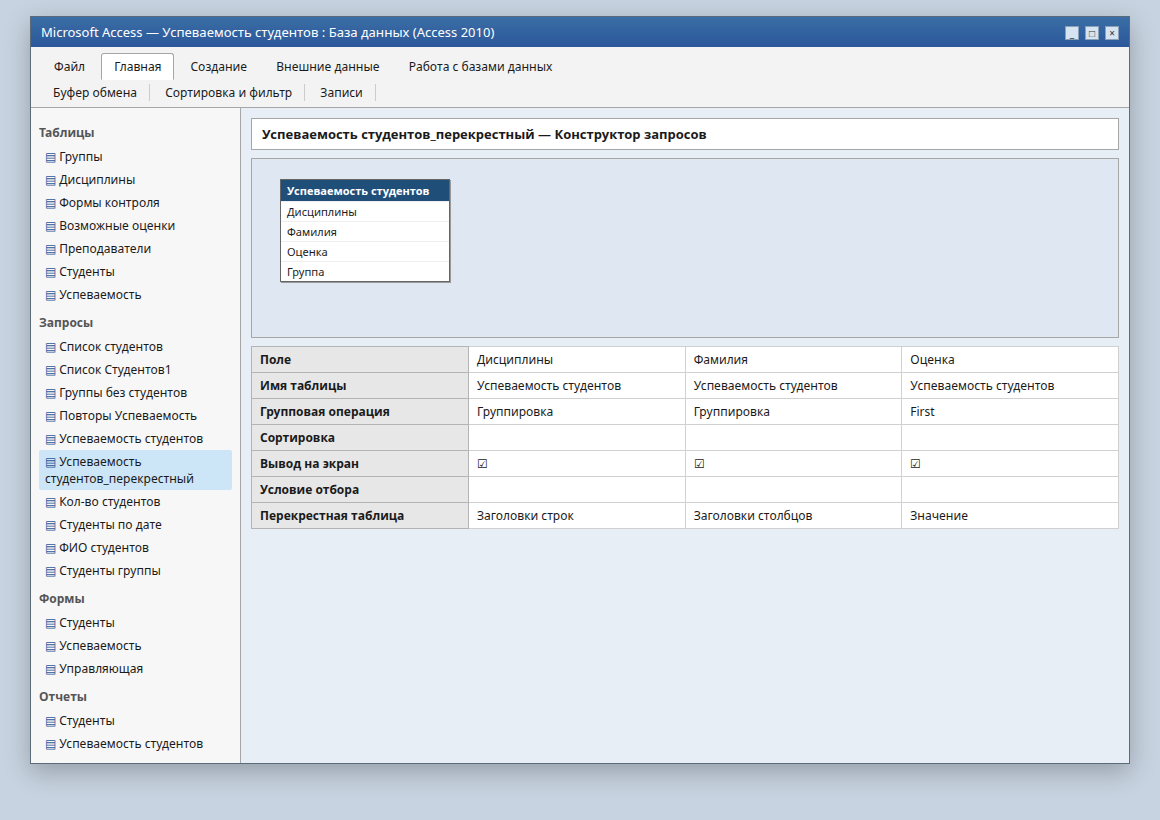 Microsoft Access — Успеваемость студентов : База данных (Access 2010)
Файл Главная Создание Внешние данные Работа с базами данных
Буфер обмена Сортировка и фильтр Записи
Таблицы
Группы
Дисциплины
Формы контроля
Возможные оценки
Преподаватели
Студенты
Успеваемость
Запросы
Список студентов
Список Студентов1
Группы без студентов
Повторы Успеваемость
Успеваемость студентов
Успеваемость
студентов_перекрестный
Кол-во студентов
Студенты по дате
ФИО студентов
Студенты группы
Формы
Студенты
Успеваемость
Управляющая
Отчеты
Студенты
Успеваемость студентов
Успеваемость студентов_перекрестный — Конструктор запросов
Успеваемость студентов
Дисциплины
Фамилия
Оценка
Группа
Поле Дисциплины Фамилия Оценка
Имя таблицы Успеваемость студентов Успеваемость студентов Успеваемость студентов
Групповая операция Группировка Группировка First
Сортировка
Вывод на экран ☑ ☑ ☑
Условие отбора
Перекрестная таблица Заголовки строк Заголовки столбцов Значение